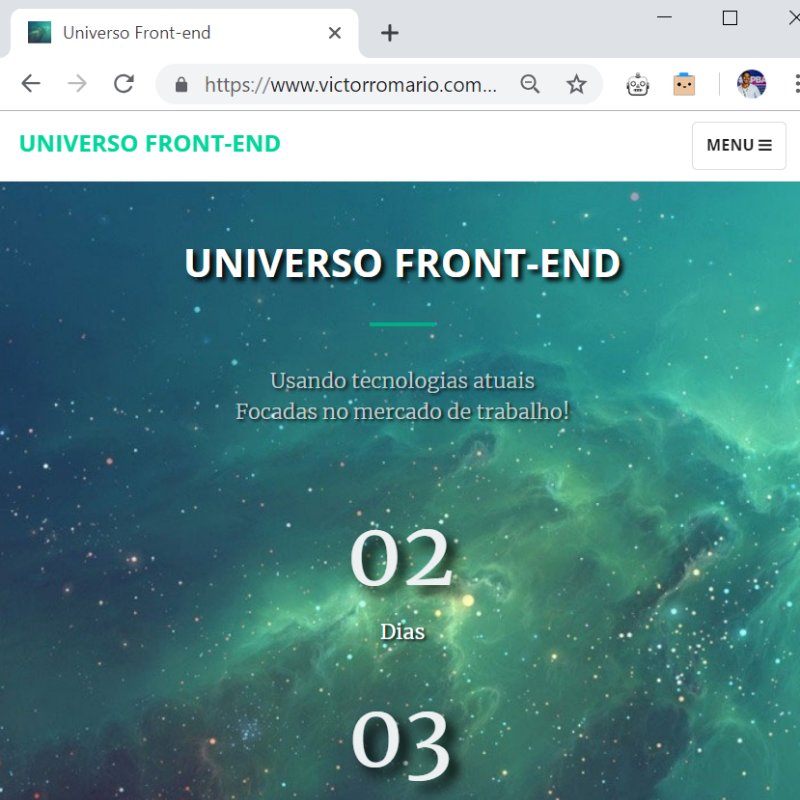 Universo Front-end
https://www.victorromario.com...
UNIVERSO FRONT-END
MENU
UNIVERSO FRONT-END
Usando tecnologias atuais
Focadas no mercado de trabalho!
02
Dias
03